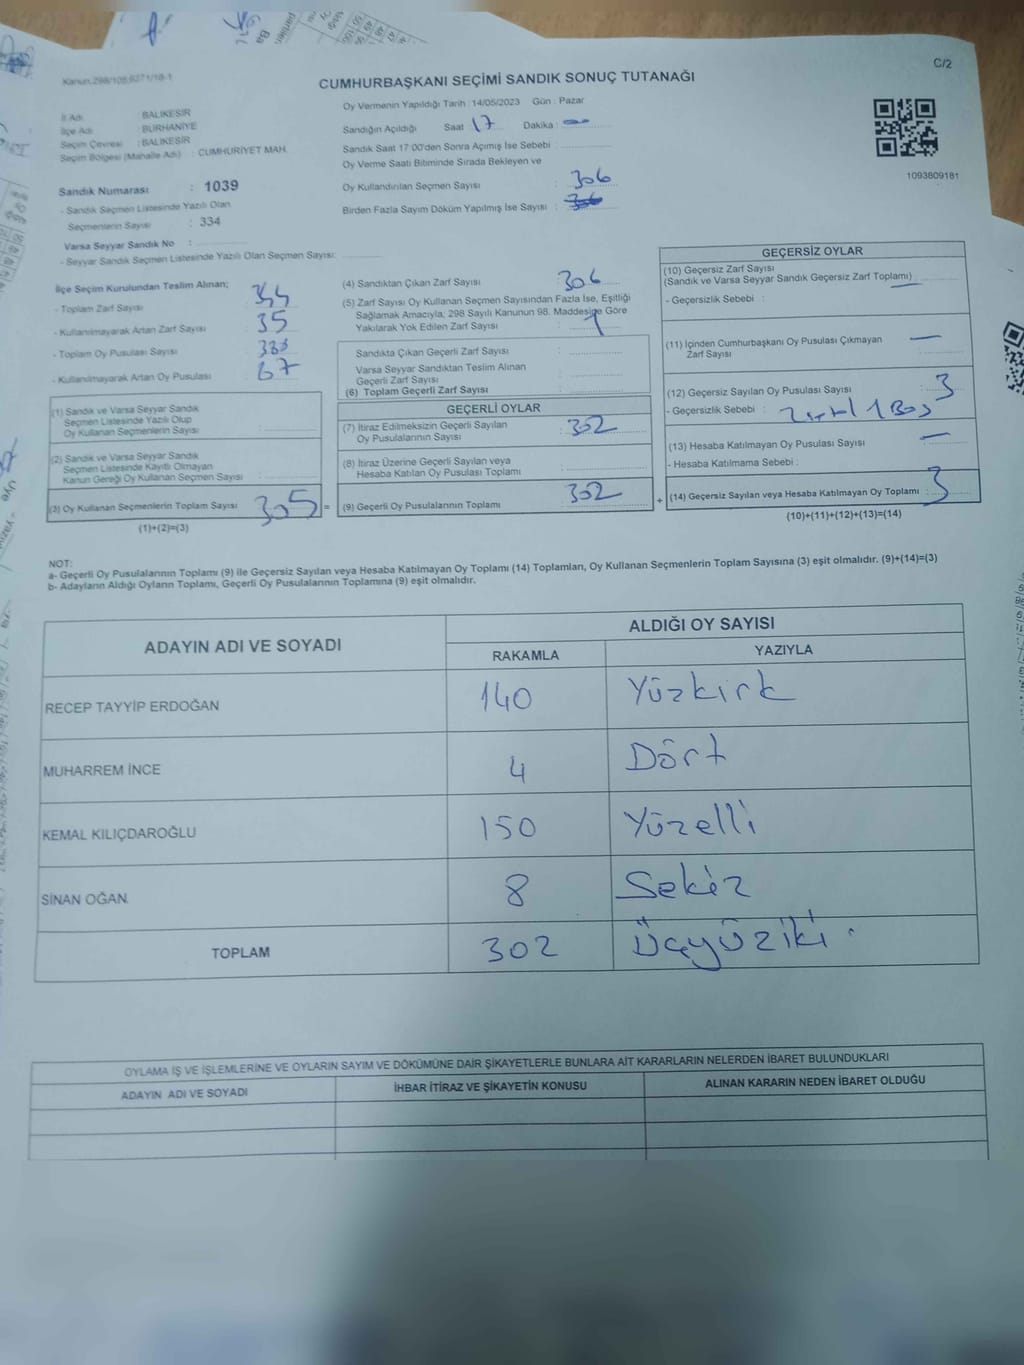 C/2
Kanun:298/105,6271/18-1
CUMHURBAŞKANI SEÇİMİ SANDIK SONUÇ TUTANAĞI
İl Adı : BALIKESİR
İlçe Adı : BURHANİYE
Seçim Çevresi : BALIKESİR
Seçim Bölgesi (Mahalle Adı) : CUMHURİYET MAH.
Sandık Numarası : 1039
- Sandık Seçmen Listesinde Yazılı Olan
Seçmenlerin Sayısı : 334
Varsa Seyyar Sandık No :
- Seyyar Sandık Seçmen Listesinde Yazılı Olan Seçmen Sayısı:
Oy Vermenin Yapıldığı Tarih : 14/05/2023 Gün : Pazar
Sandığın Açıldığı Saat 17 Dakika : —
Sandık Saat 17:00'den Sonra Açımış İse Sebebi :
Oy Verme Saati Bitiminde Sırada Bekleyen ve
Oy Kullandırılan Seçmen Sayısı : 306
Birden Fazla Sayım Döküm Yapılmış İse Sayısı :
1093809181
İlçe Seçim Kurulundan Teslim Alınan;
- Toplam Zarf Sayısı :
- Kullanılmayarak Artan Zarf Sayısı : 35
- Toplam Oy Pusulası Sayısı :
- Kullanılmayarak Artan Oy Pusulası :
(1) Sandık ve Varsa Seyyar Sandık
Seçmen Listesinde Yazılı Olup
Oy Kullanan Seçmenlerin Sayısı :
(2) Sandık ve Varsa Seyyar Sandık
Seçmen Listesinde Kayıtlı Olmayan
Kanun Gereği Oy Kullanan Seçmen Sayısı :
(3) Oy Kullanan Seçmenlerin Toplam Sayısı 305 =
(1)+(2)=(3)
(4) Sandıktan Çıkan Zarf Sayısı : 306
(5) Zarf Sayısı Oy Kullanan Seçmen Sayısından Fazla İse, Eşitliği
Sağlamak Amacıyla, 298 Sayılı Kanunun 98. Maddesine Göre
Yakılarak Yok Edilen Zarf Sayısı : 1
Sandıkta Çıkan Geçerli Zarf Sayısı :
Varsa Seyyar Sandıktan Teslim Alınan
Geçerli Zarf Sayısı :
(6) Toplam Geçerli Zarf Sayısı :
GEÇERLİ OYLAR
(7) İtiraz Edilmeksizin Geçerli Sayılan
Oy Pusulalarının Sayısı : 302
(8) İtiraz Üzerine Geçerli Sayılan veya
Hesaba Katılan Oy Pusulası Toplamı :
(9) Geçerli Oy Pusulalarının Toplamı : 302 +
GEÇERSİZ OYLAR
(10) Geçersiz Zarf Sayısı
(Sandık ve Varsa Seyyar Sandık Geçersiz Zarf Toplamı) : —
- Geçersizlik Sebebi :
(11) İçinden Cumhurbaşkanı Oy Pusulası Çıkmayan —
Zarf Sayısı :
(12) Geçersiz Sayılan Oy Pusulası Sayısı : 3
- Geçersizlik Sebebi : 1 Boş
(13) Hesaba Katılmayan Oy Pusulası Sayısı : —
- Hesaba Katılmama Sebebi :
(14) Geçersiz Sayılan veya Hesaba Katılmayan Oy Toplamı : 3
(10)+(11)+(12)+(13)=(14)
NOT:
a- Geçerli Oy Pusulalarının Toplamı (9) ile Geçersiz Sayılan veya Hesaba Katılmayan Oy Toplamı (14) Toplamları, Oy Kullanan Seçmenlerin Toplam Sayısına (3) eşit olmalıdır. (9)+(14)=(3)
b- Adayların Aldığı Oyların Toplamı, Geçerli Oy Pusulalarının Toplamına (9) eşit olmalıdır.
ADAYIN ADI VE SOYADI ALDIĞI OY SAYISI
RAKAMLA YAZIYLA
RECEP TAYYİP ERDOĞAN 140 Yüzkırk
MUHARREM İNCE 4 Dört
KEMAL KILIÇDAROĞLU 150 Yüzelli
SİNAN OĞAN 8 Sekiz
TOPLAM 302 Üçyüziki
OYLAMA İŞ VE İŞLEMLERİNE VE OYLARIN SAYIM VE DÖKÜMÜNE DAİR ŞİKAYETLERLE BUNLARA AİT KARARLARIN NELERDEN İBARET BULUNDUKLARI
ADAYIN ADI VE SOYADI İHBAR İTİRAZ VE ŞİKAYETİN KONUSU ALINAN KARARIN NEDEN İBARET OLDUĞU